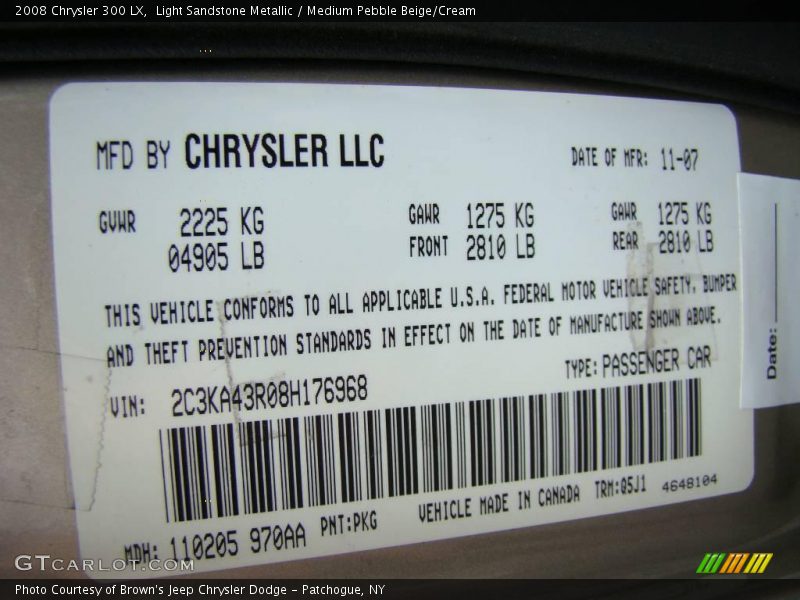 2008 Chrysler 300 LX,  Light Sandstone Metallic / Medium Pebble Beige/Cream
MFD BY CHRYSLER LLC
DATE OF MFR: 11-07
GVWR 2225 KG
04905 LB
GAWR 1275 KG
FRONT 2810 LB
GAWR 1275 KG
REAR 2810 LB
THIS VEHICLE CONFORMS TO ALL APPLICABLE U.S.A. FEDERAL MOTOR VEHICLE SAFETY, BUMPER
AND THEFT PREVENTION STANDARDS IN EFFECT ON THE DATE OF MANUFACTURE SHOWN ABOVE.
VIN: 2C3KA43R08H176968
TYPE: PASSENGER CAR
MDH: 110205 970AA PNT:PKG VEHICLE MADE IN CANADA TRM:Q5J1 4648104
Date:
GTCarlot.com
Photo Courtesy of Brown's Jeep Chrysler Dodge – Patchogue, NY